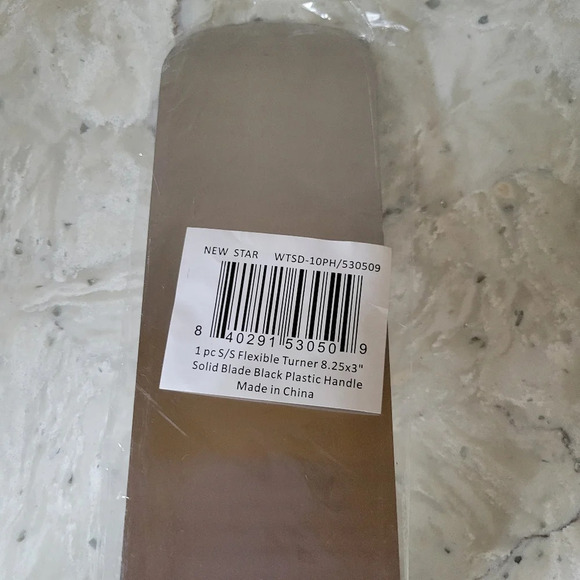 NEW STAR WTSD-10PH/530509
8 40291 53050 9
1 pc S/S Flexible Turner 8.25x3"
Solid Blade Black Plastic Handle
Made in China